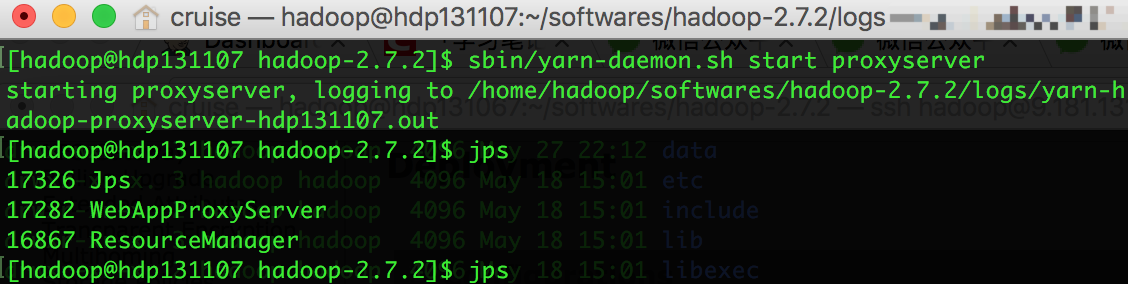 cruise — hadoop@hdp131107:~/softwares/hadoop-2.7.2/logs
[hadoop@hdp131107 hadoop-2.7.2]$ sbin/yarn-daemon.sh start proxyserver
starting proxyserver, logging to /home/hadoop/softwares/hadoop-2.7.2/logs/yarn-h
adoop-proxyserver-hdp131107.out
[hadoop@hdp131107 hadoop-2.7.2]$ jps
17326 Jps
17282 WebAppProxyServer
16867 ResourceManager
[hadoop@hdp131107 hadoop-2.7.2]$ jps